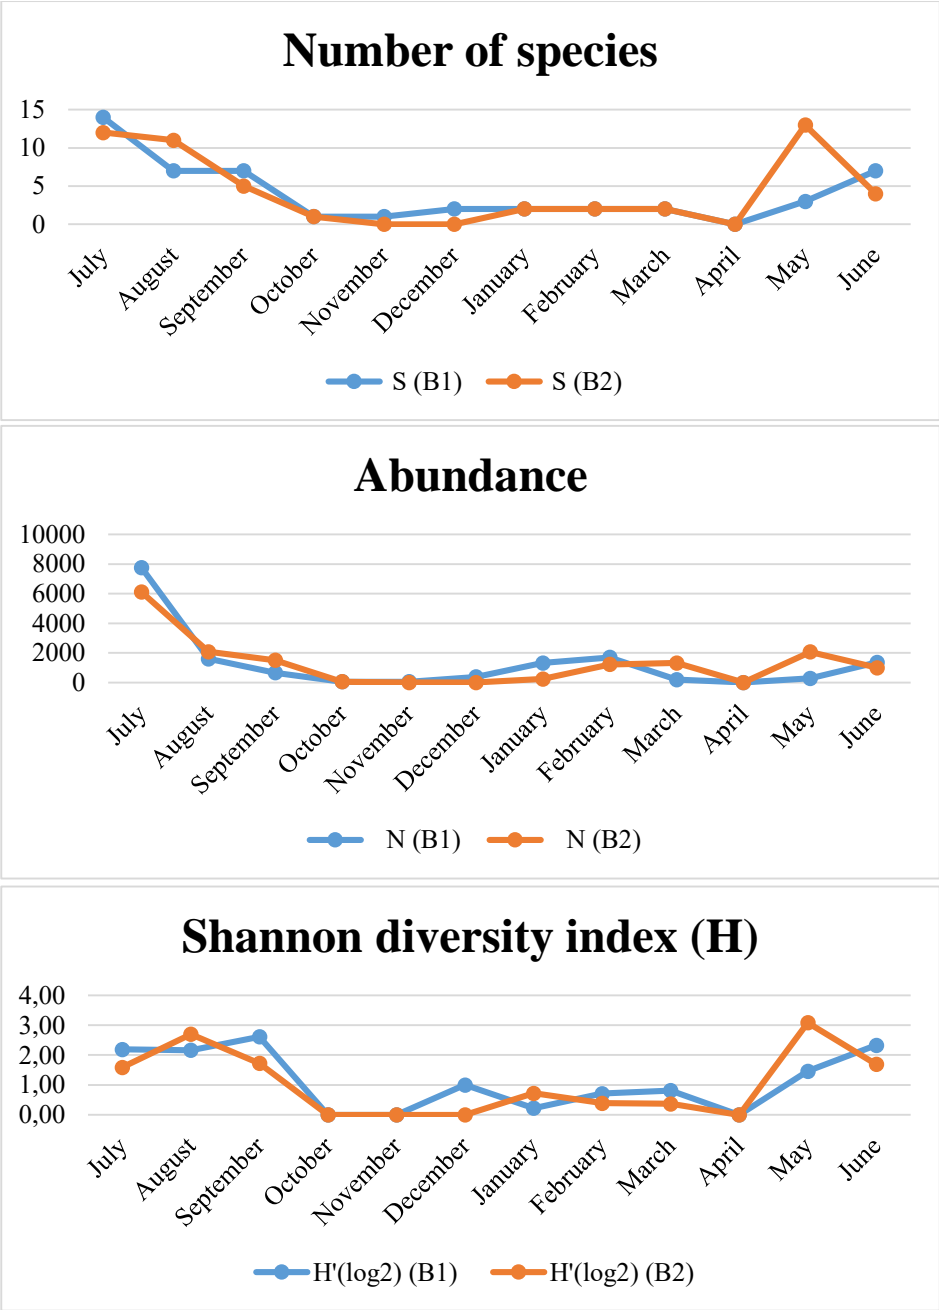 Number of species
15
10
5
0
July
August
September
October
November
December
January
February
March
April
May
June
S (B1) S (B2)
Abundance
10000
8000
6000
4000
2000
0
July
August
September
October
November
December
January
February
March
April
May
June
N (B1) N (B2)
Shannon diversity index (H)
4,00
3,00
2,00
1,00
0,00
July
August
September
October
November
December
January
February
March
April
May
June
H'(log2) (B1) H'(log2) (B2)